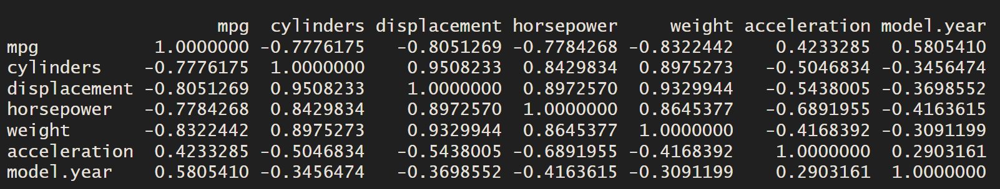 mpg cylinders displacement horsepower weight acceleration model.year
mpg 1.0000000 -0.7776175 -0.8051269 -0.7784268 -0.8322442 0.4233285 0.5805410
cylinders -0.7776175 1.0000000 0.9508233 0.8429834 0.8975273 -0.5046834 -0.3456474
displacement -0.8051269 0.9508233 1.0000000 0.8972570 0.9329944 -0.5438005 -0.3698552
horsepower -0.7784268 0.8429834 0.8972570 1.0000000 0.8645377 -0.6891955 -0.4163615
weight -0.8322442 0.8975273 0.9329944 0.8645377 1.0000000 -0.4168392 -0.3091199
acceleration 0.4233285 -0.5046834 -0.5438005 -0.6891955 -0.4168392 1.0000000 0.2903161
model.year 0.5805410 -0.3456474 -0.3698552 -0.4163615 -0.3091199 0.2903161 1.0000000